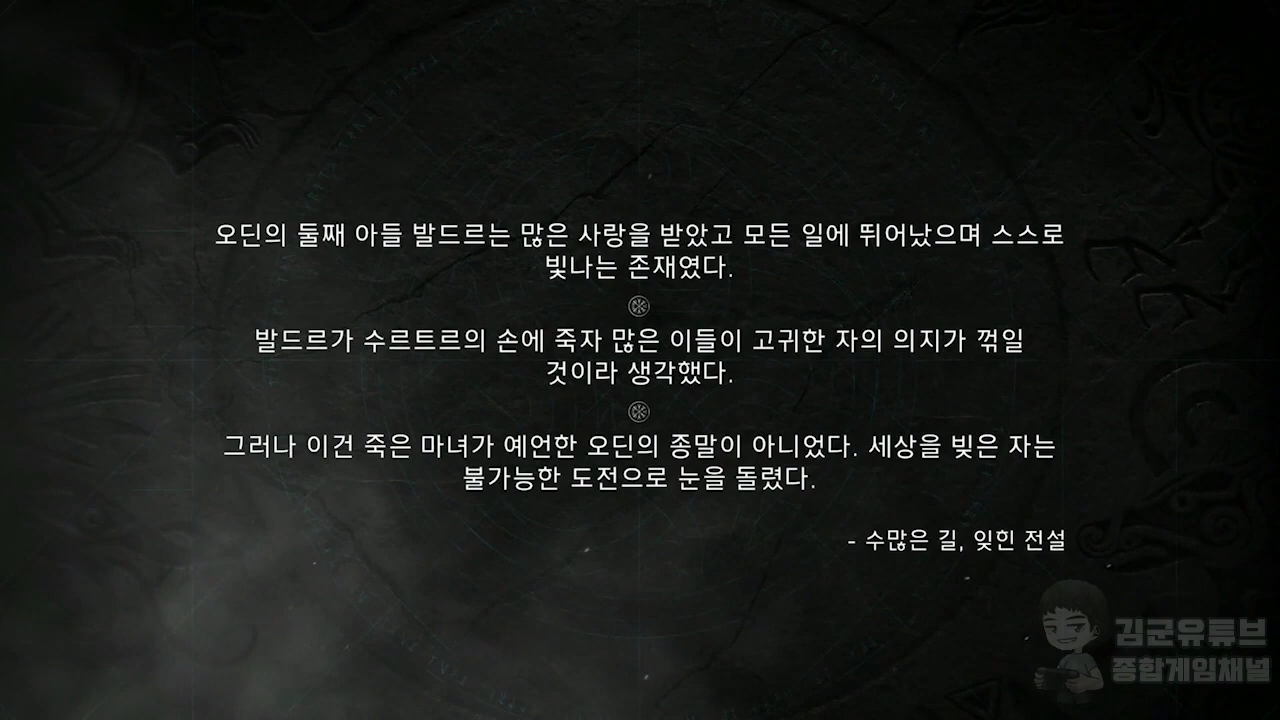 오딘의 둘째 아들 발드르는 많은 사랑을 받았고 모든 일에 뛰어났으며 스스로
빛나는 존재였다.
발드르가 수르트르의 손에 죽자 많은 이들이 고귀한 자의 의지가 꺾일
것이라 생각했다.
그러나 이건 죽은 마녀가 예언한 오딘의 종말이 아니었다. 세상을 빚은 자는
불가능한 도전으로 눈을 돌렸다.
- 수많은 길, 잊힌 전설
김군유튜브
종합게임채널